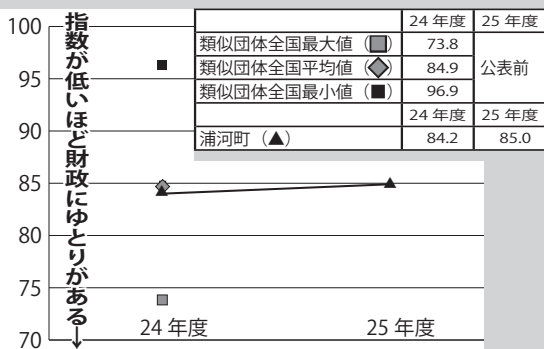 24 年度 25 年度
類似団体全国最大値（■） 73.8 公表前
類似団体全国平均値（◆） 84.9
類似団体全国最小値（■） 96.9
24 年度 25 年度
浦河町（▲） 84.2 85.0
指数が低いほど財政にゆとりがある→
100
95
90
85
80
75
70
24 年度 25 年度